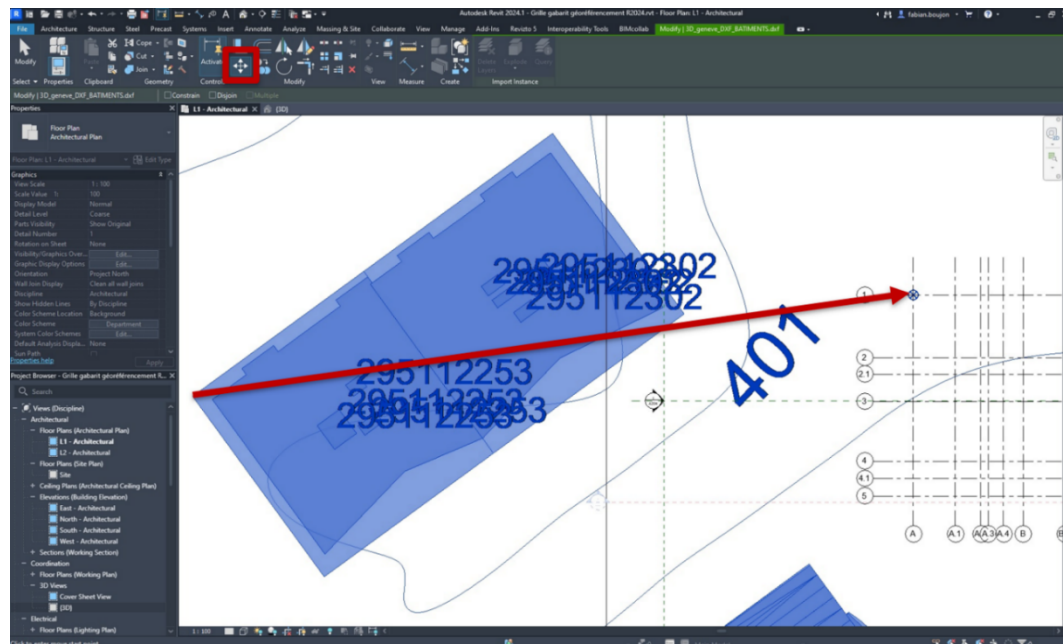 Autodesk Revit 2024.1 - Grille gabarit géoréférencement R2024.rvt - Floor Plan: L1 - Architectural
fabian.boujon
File Architecture Structure Steel Precast Systems Insert Annotate Analyze Massing & Site Collaborate View Manage Add-Ins Revizto 5 Interoperability Tools BIMcollab Modify | 3D_geneve_DXF_BATIMENTS.dxf
Cope
Cut
Join
Modify
Activate
Select Properties Clipboard Geometry Control Modify View Measure Create Import Instance
Modify | 3D_geneve_DXF_BATIMENTS.dxf
Constrain Disjoin Multiple
Properties
L1 - Architectural
{3D}
Floor Plan
Architectural Plan
Floor Plan: L1 - Architectural
Edit Type
Graphics
View Scale 1 : 100
Scale Value 1: 100
Display Model Normal
Detail Level Coarse
Parts Visibility Show Original
Detail Number 1
Rotation on Sheet None
Visibility/Graphics Over... Edit...
Graphic Display Options Edit...
Orientation Project North
Wall Join Display Clean all wall joins
Discipline Architectural
Show Hidden Lines By Discipline
Color Scheme Location Background
Color Scheme Department
System Color Schemes Edit...
Default Analysis Displa... None
Sun Path
Properties help
Apply
Project Browser - Grille gabarit géoréférencement R...
Search
Views (Discipline)
Architectural
Floor Plans (Architectural Plan)
L1 - Architectural
L2 - Architectural
Floor Plans (Site Plan)
Site
Ceiling Plans (Architectural Ceiling Plan)
Elevations (Building Elevation)
East - Architectural
North - Architectural
South - Architectural
West - Architectural
Sections (Working Section)
Coordination
Floor Plans (Working Plan)
3D Views
Cover Sheet View
{3D}
Electrical
Floor Plans (Lighting Plan)
295112302
295112302
295112253
295112253
401
1
2
2.1
3
4
4.1
5
A A.1 A.3 A.4 B
1 : 100
Click to enter move start point